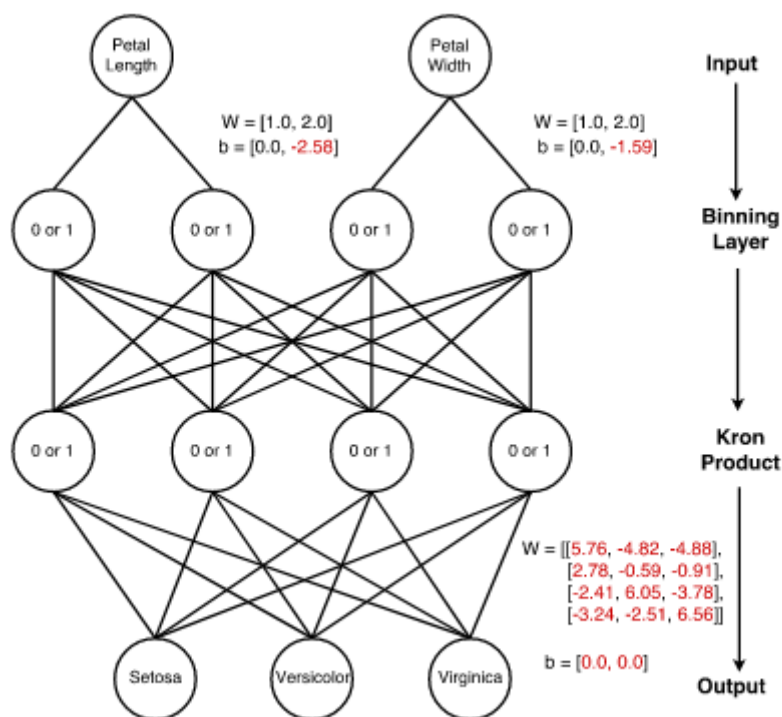 Petal
Length
Petal
Width
Input
W = [1.0, 2.0]
b = [0.0, -2.58]
W = [1.0, 2.0]
b = [0.0, -1.59]
0 or 1
0 or 1
0 or 1
0 or 1
Binning
Layer
0 or 1
0 or 1
0 or 1
0 or 1
Kron
Product
W = [[5.76, -4.82, -4.88],
[2.78, -0.59, -0.91],
[-2.41, 6.05, -3.78],
[-3.24, -2.51, 6.56]]
b = [0.0, 0.0]
Setosa
Versicolor
Virginica
Output